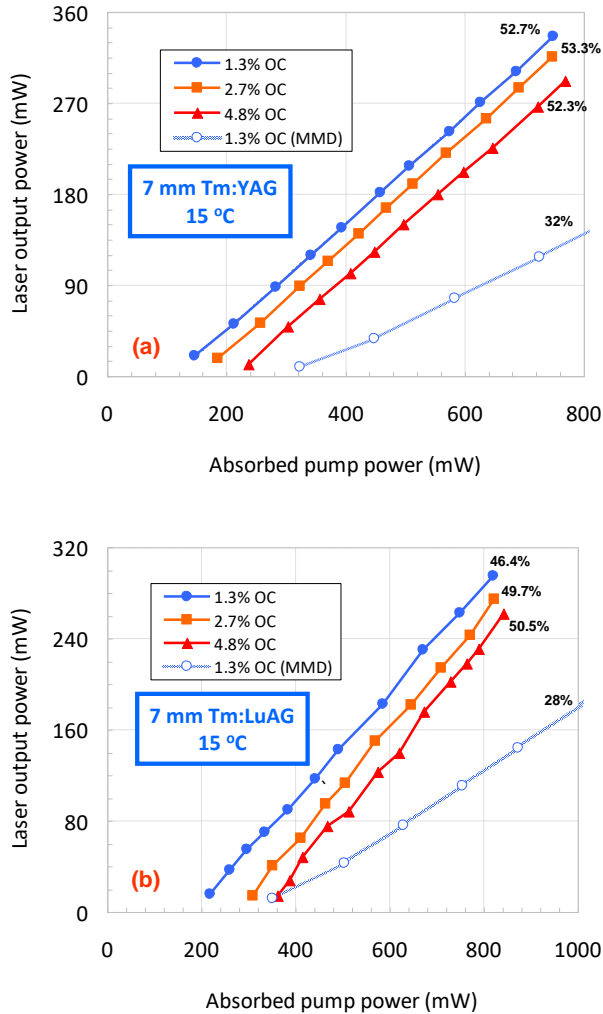 360
270
180
90
0
Laser output power (mW)
1.3% OC
2.7% OC
4.8% OC
1.3% OC (MMD)
52.7%
53.3%
52.3%
32%
7 mm Tm:YAG
15 °C
(a)
0
200
400
600
800
Absorbed pump power (mW)
320
240
160
80
0
Laser output power (mW)
1.3% OC
2.7% OC
4.8% OC
1.3% OC (MMD)
46.4%
49.7%
50.5%
28%
7 mm Tm:LuAG
15 °C
(b)
0
200
400
600
800
1000
Absorbed pump power (mW)